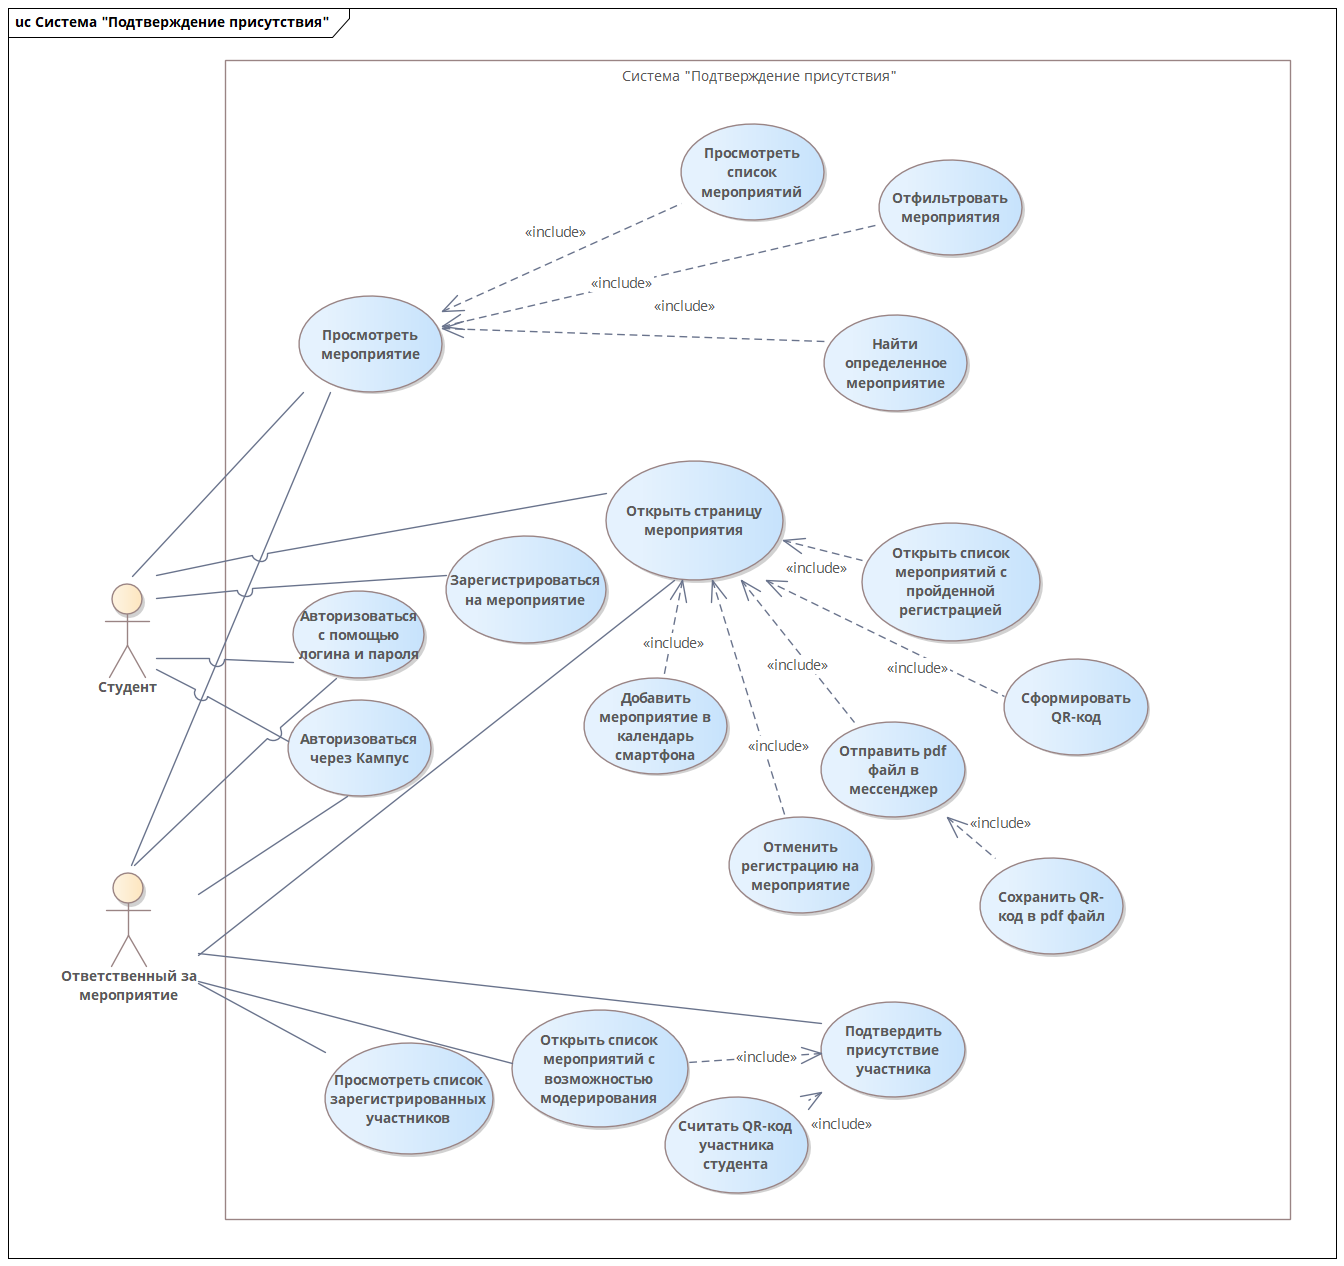 uc Система "Подтверждение присутствия"
Система "Подтверждение присутствия"
Просмотреть
список
мероприятий
Отфильтровать
мероприятия
«include»
«include»
«include»
Просмотреть
мероприятие
Найти
определенное
мероприятие
Открыть страницу
мероприятия
Открыть список
мероприятий с
пройденной
регистрацией
«include»
Зарегистрироваться
на мероприятие
Авторизоваться
с помощью
логина и пароля
«include»
«include»
«include»
Студент
Добавить
мероприятие в
календарь
смартфона
Сформировать
QR-код
Авторизоваться
через Кампус
«include»
Отправить pdf
файл в
мессенджер
«include»
Отменить
регистрацию на
мероприятие
Сохранить QR-
код в pdf файл
Ответственный за
мероприятие
Подтвердить
присутствие
участника
Открыть список
мероприятий с
возможностью
модерирования
«include»
Просмотреть список
зарегистрированных
участников
Считать QR-код
участника
студента
«include»